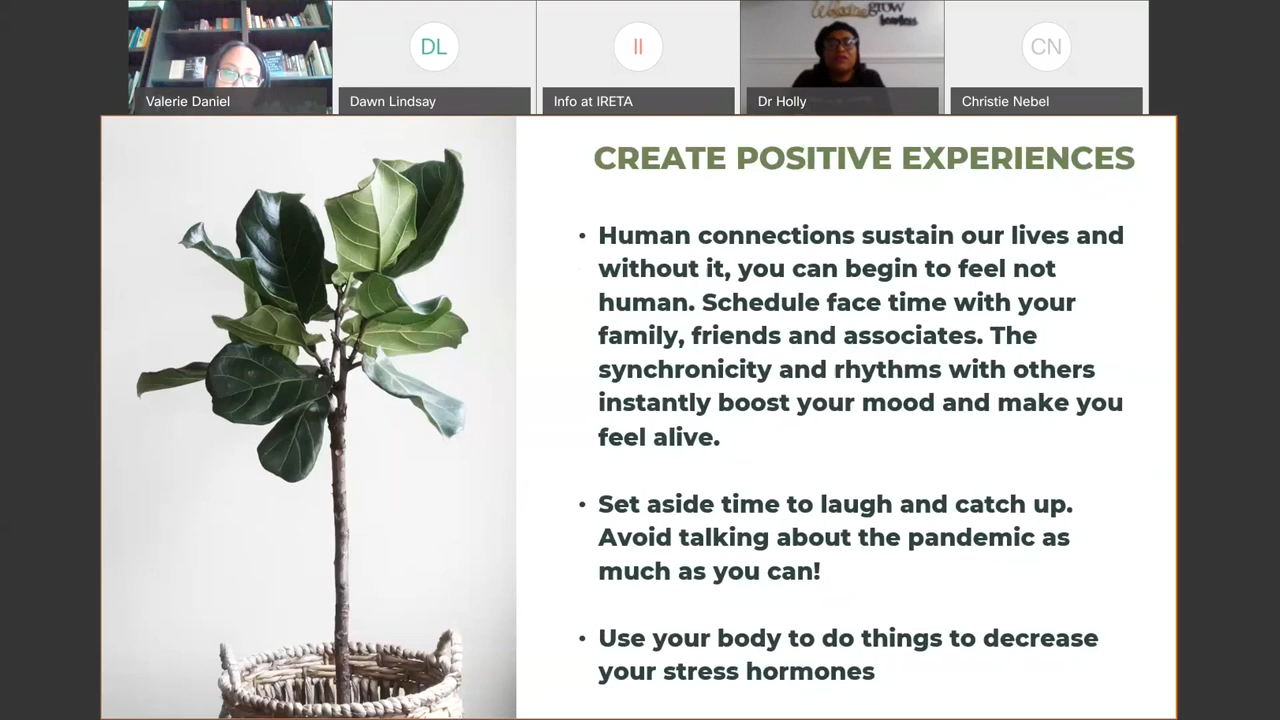 Welcome
grow
fearless
DL
II
CN
Valerie Daniel
Dawn Lindsay
Info at IRETA
Dr Holly
Christie Nebel
CREATE POSITIVE EXPERIENCES
• Human connections sustain our lives and
without it, you can begin to feel not
human. Schedule face time with your
family, friends and associates. The
synchronicity and rhythms with others
instantly boost your mood and make you
feel alive.
• Set aside time to laugh and catch up.
Avoid talking about the pandemic as
much as you can!
• Use your body to do things to decrease
your stress hormones